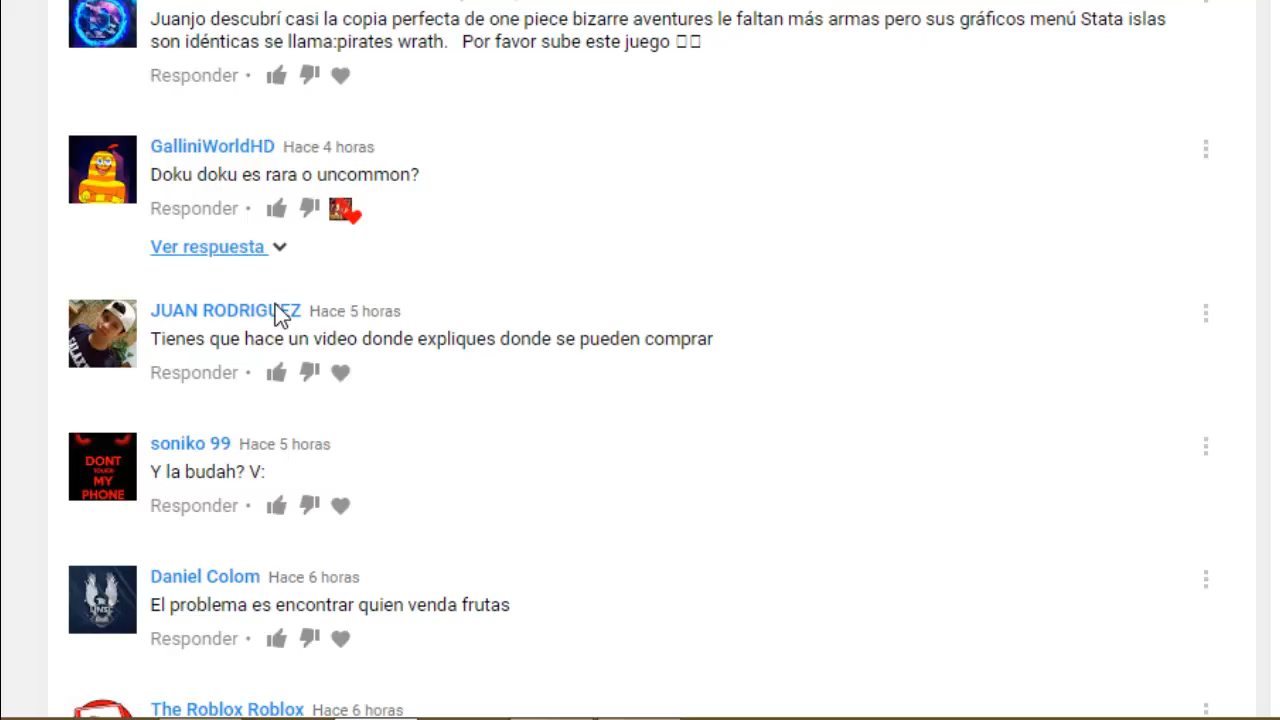 Juanjo descubrí casi la copia perfecta de one piece bizarre aventures le faltan más armas pero sus gráficos menú Stata islas
son idénticas se llama:pirates wrath. Por favor sube este juego
Responder •
GalliniWorldHD Hace 4 horas
Doku doku es rara o uncommon?
Responder •
Ver respuesta
JUAN RODRIGUEZ Hace 5 horas
Tienes que hace un video donde expliques donde se pueden comprar
Responder •
soniko 99 Hace 5 horas
DONT
TOUCH
MY
PHONE
Y la budah? V:
Responder •
Daniel Colom Hace 6 horas
El problema es encontrar quien venda frutas
Responder •
The Roblox Roblox Hace 6 horas